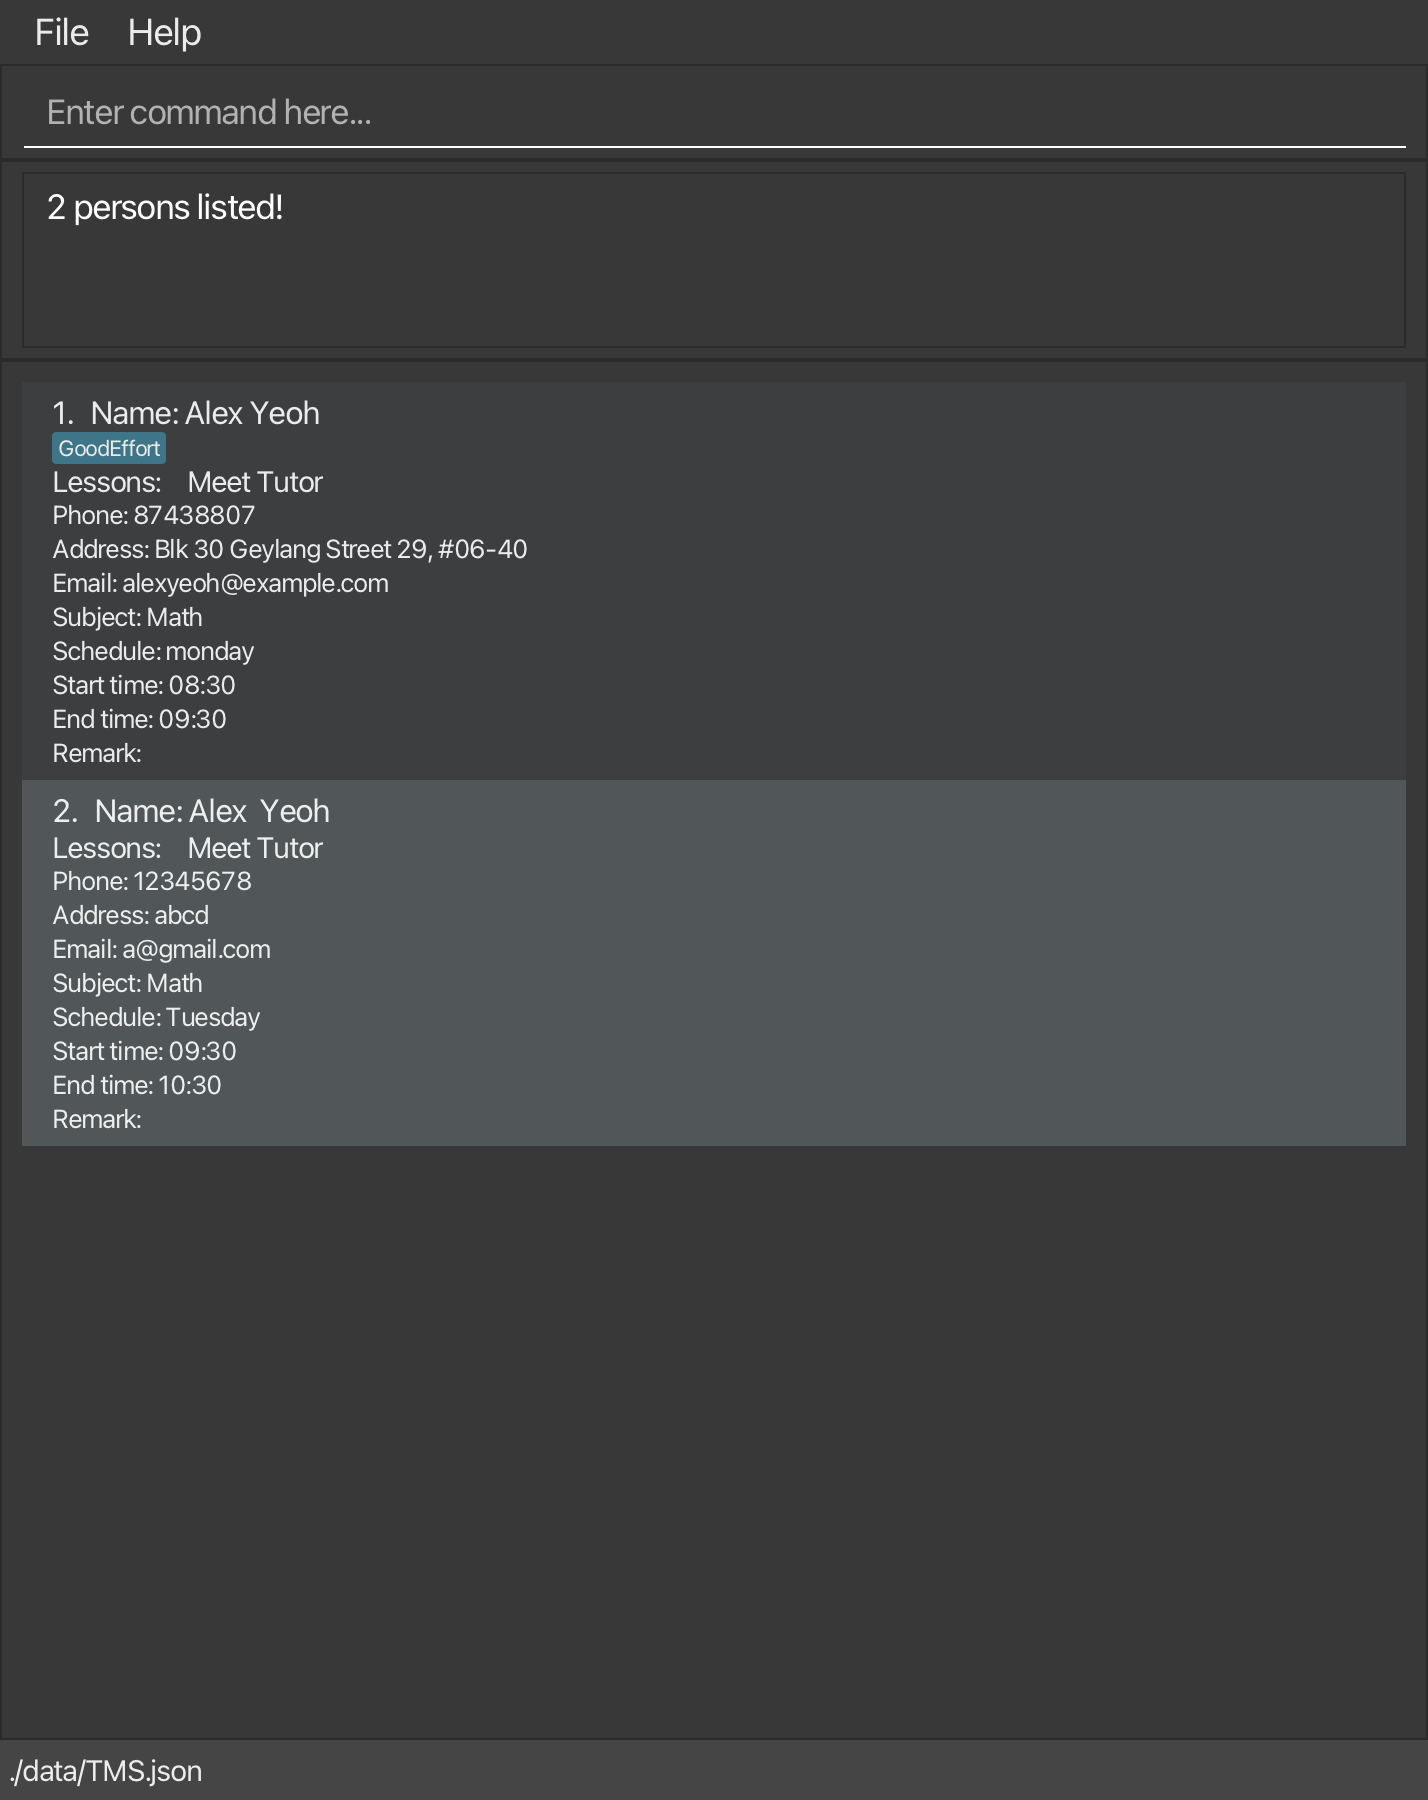 File Help
Enter command here...
2 persons listed!
1. Name: Alex Yeoh
GoodEffort
Lessons: Meet Tutor
Phone: 87438807
Address: Blk 30 Geylang Street 29, #06-40
Email: alexyeoh@example.com
Subject: Math
Schedule: monday
Start time: 08:30
End time: 09:30
Remark:
2. Name: Alex  Yeoh
Lessons: Meet Tutor
Phone: 12345678
Address: abcd
Email: a@gmail.com
Subject: Math
Schedule: Tuesday
Start time: 09:30
End time: 10:30
Remark:
./data/TMS.json